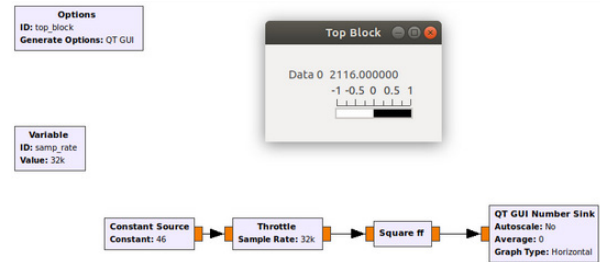 Options
ID: top_block
Generate Options: QT GUI
Top Block
Data 0 2116.000000
-1 -0.5 0 0.5 1
Variable
ID: samp_rate
Value: 32k
Constant Source
Constant: 46
Throttle
Sample Rate: 32k
Square ff
QT GUI Number Sink
Autoscale: No
Average: 0
Graph Type: Horizontal